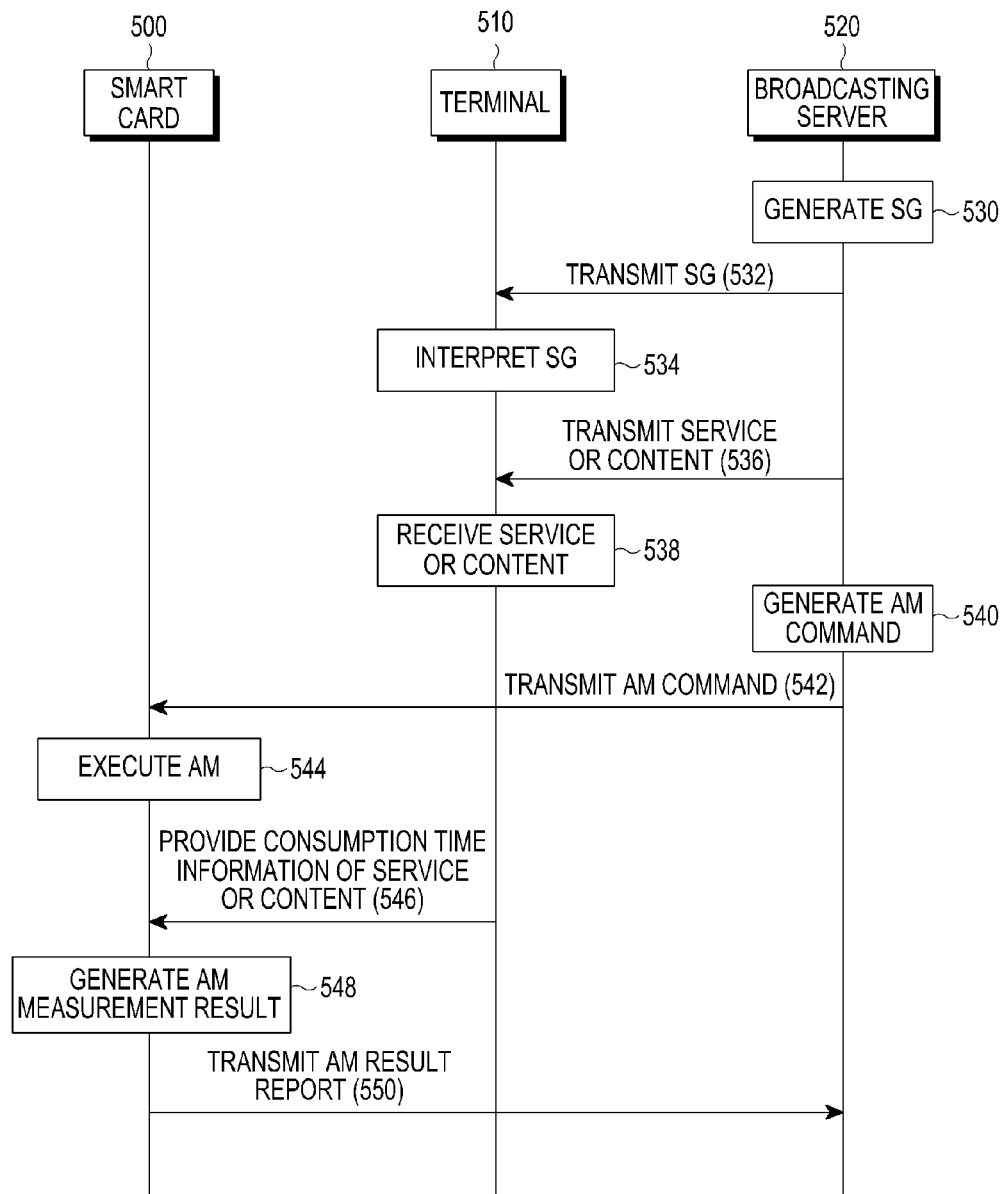 500
510
520
SMART
CARD
TERMINAL
BROADCASTING
SERVER
GENERATE SG
530
TRANSMIT SG (532)
INTERPRET SG
534
TRANSMIT SERVICE
OR CONTENT (536)
RECEIVE SERVICE
OR CONTENT
538
GENERATE AM
COMMAND
540
TRANSMIT AM COMMAND (542)
EXECUTE AM
544
PROVIDE CONSUMPTION TIME
INFORMATION OF SERVICE
OR CONTENT (546)
GENERATE AM
MEASUREMENT RESULT
548
TRANSMIT AM RESULT
REPORT (550)